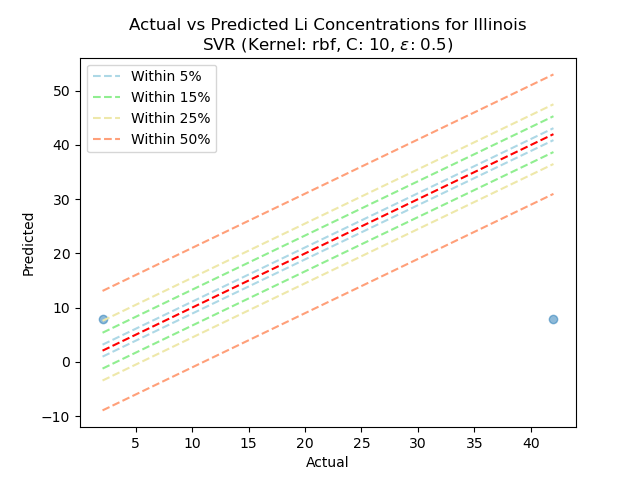 Actual vs Predicted Li Concentrations for Illinois
SVR (Kernel: rbf, C: 10, ε: 0.5)
Within 5%
Within 15%
Within 25%
Within 50%
Predicted
50
40
30
20
10
0
−10
5 10 15 20 25 30 35 40
Actual